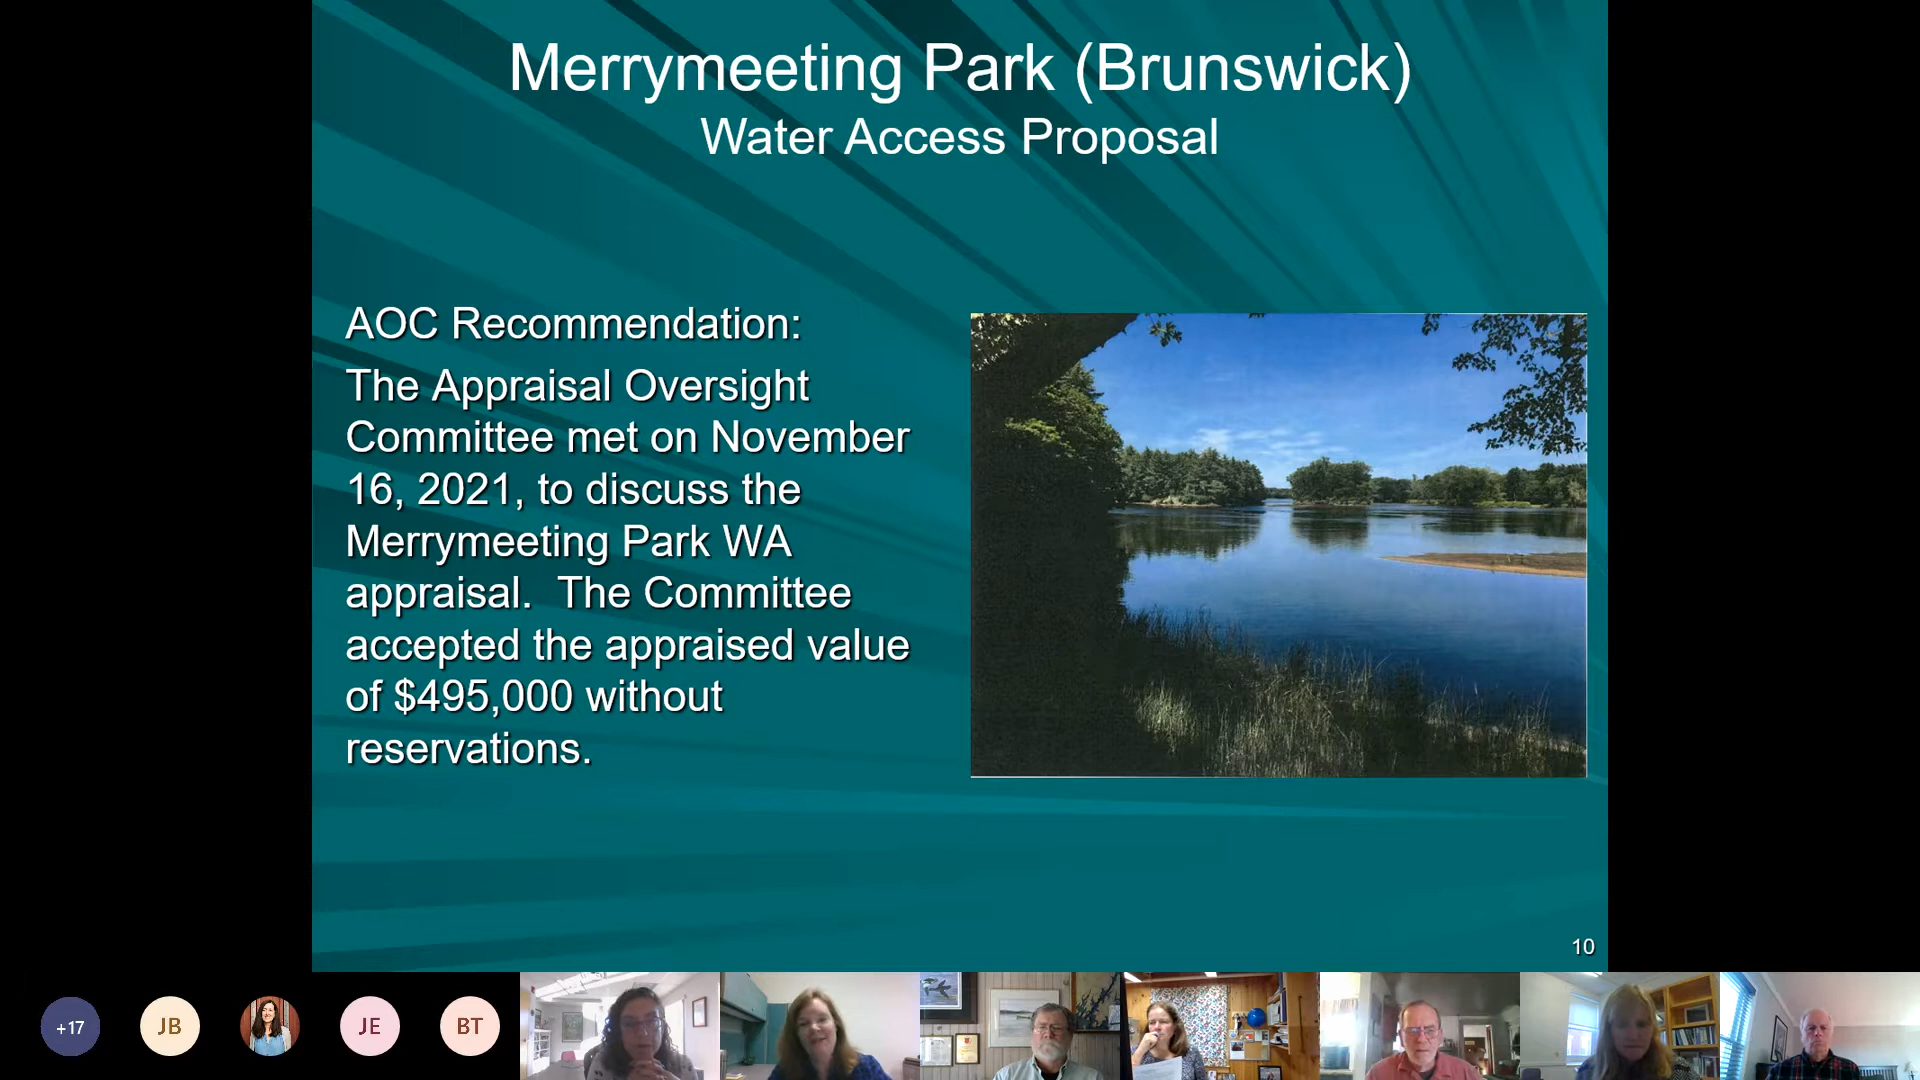 Merrymeeting Park (Brunswick)
Water Access Proposal
AOC Recommendation:
The Appraisal Oversight
Committee met on November
16, 2021, to discuss the
Merrymeeting Park WA
appraisal.  The Committee
accepted the appraised value
of $495,000 without
reservations.
10
+17
JB
JE
BT